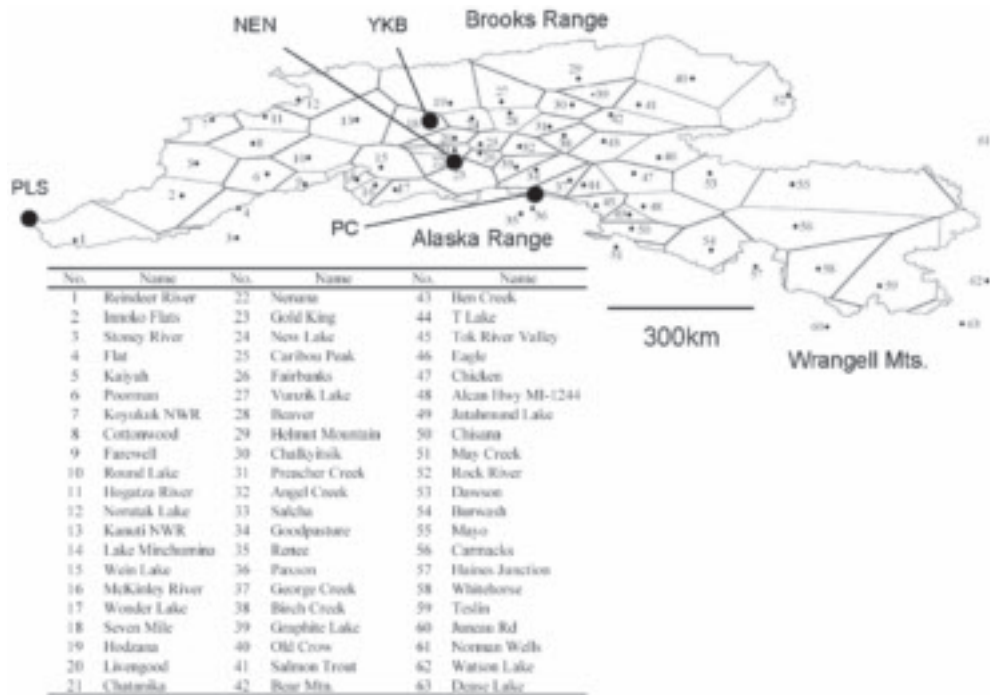 NEN YKB Brooks Range
PLS
PC Alaska Range
300km
Wrangell Mts.
No. Name No. Name No. Name
1 Reindeer River 22 Nenana 43 Ben Creek
2 Innoko Flats 23 Gold King 44 T Lake
3 Stoney River 24 New Lake 45 Tok River Valley
4 Flat 25 Caribou Peak 46 Eagle
5 Kaiyah 26 Fairbanks 47 Chicken
6 Poorman 27 Vunzik Lake 48 Alcan Hwy MI-1244
7 Koyukuk NWR 28 Beaver 49 Jatahmund Lake
8 Cottonwood 29 Helmut Mountain 50 Chisana
9 Farewell 30 Chalkyitsik 51 May Creek
10 Round Lake 31 Preacher Creek 52 Rock River
11 Hogatza River 32 Angel Creek 53 Dawson
12 Norutak Lake 33 Salcha 54 Burwash
13 Kanuti NWR 34 Goodpasture 55 Mayo
14 Lake Minchumina 35 Renee 56 Carmacks
15 Wein Lake 36 Paxson 57 Haines Junction
16 McKinley River 37 George Creek 58 Whitehorse
17 Wonder Lake 38 Birch Creek 59 Teslin
18 Seven Mile 39 Graphite Lake 60 Juneau Rd
19 Hodzana 40 Old Crow 61 Norman Wells
20 Livengood 41 Salmon Trout 62 Watson Lake
21 Chatanika 42 Bear Mtn. 63 Dease Lake